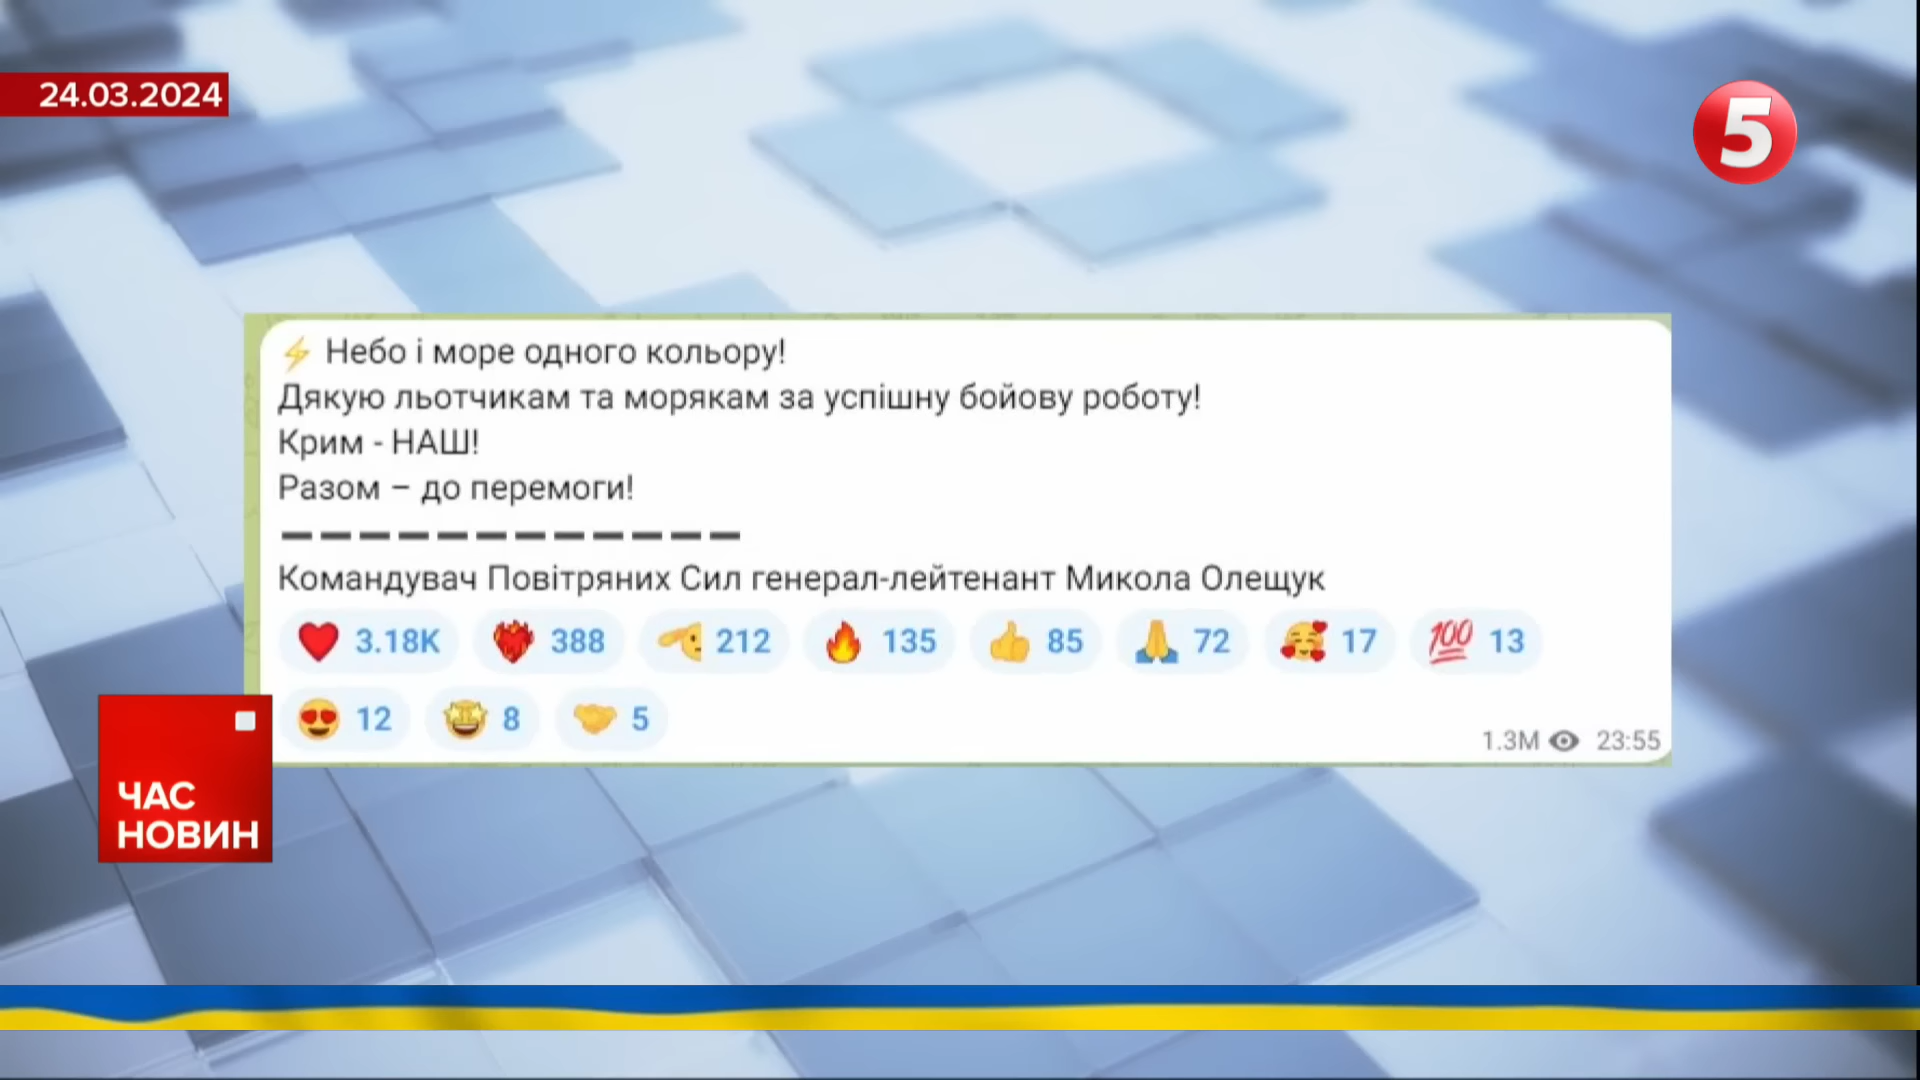 24.03.2024
5
⚡ Небо і море одного кольору!
Дякую льотчикам та морякам за успішну бойову роботу!
Крим - НАШ!
Разом – до перемоги!
➖➖➖➖➖➖➖➖➖➖➖➖
Командувач Повітряних Сил генерал-лейтенант Микола Олещук
❤️ 3.18K ❤️‍🔥 388 🫡 212 🔥 135 👍 85 🙏 72 🥰 17 💯 13
😍 12 🤩 8 🤝 5
1.3M 23:55
ЧАС
НОВИН